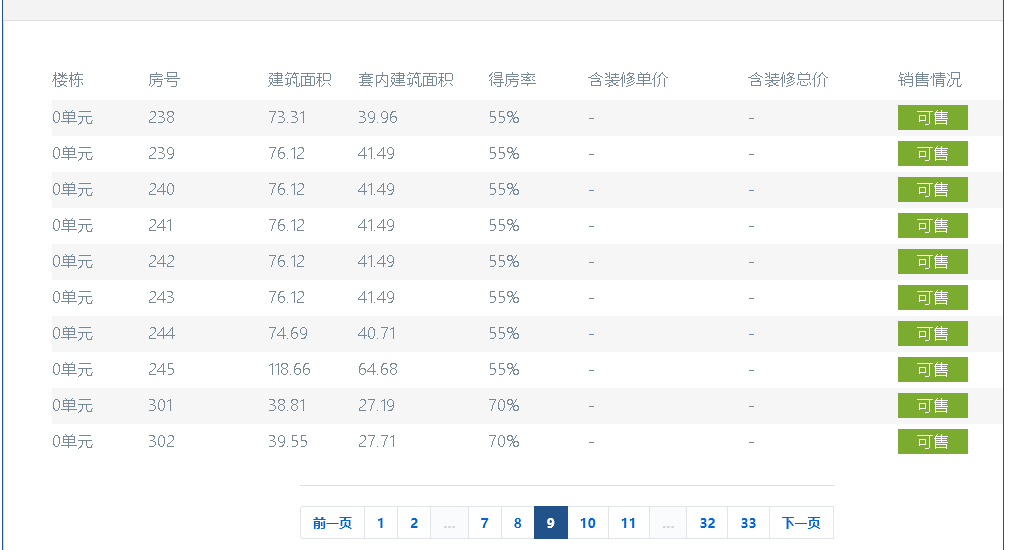 楼栋 房号 建筑面积 套内建筑面积 得房率 含装修单价 含装修总价 销售情况
0单元 238 73.31 39.96 55% - - 可售
0单元 239 76.12 41.49 55% - - 可售
0单元 240 76.12 41.49 55% - - 可售
0单元 241 76.12 41.49 55% - - 可售
0单元 242 76.12 41.49 55% - - 可售
0单元 243 76.12 41.49 55% - - 可售
0单元 244 74.69 40.71 55% - - 可售
0单元 245 118.66 64.68 55% - - 可售
0单元 301 38.81 27.19 70% - - 可售
0单元 302 39.55 27.71 70% - - 可售
前一页 1 2 ... 7 8 9 10 11 ... 32 33 下一页